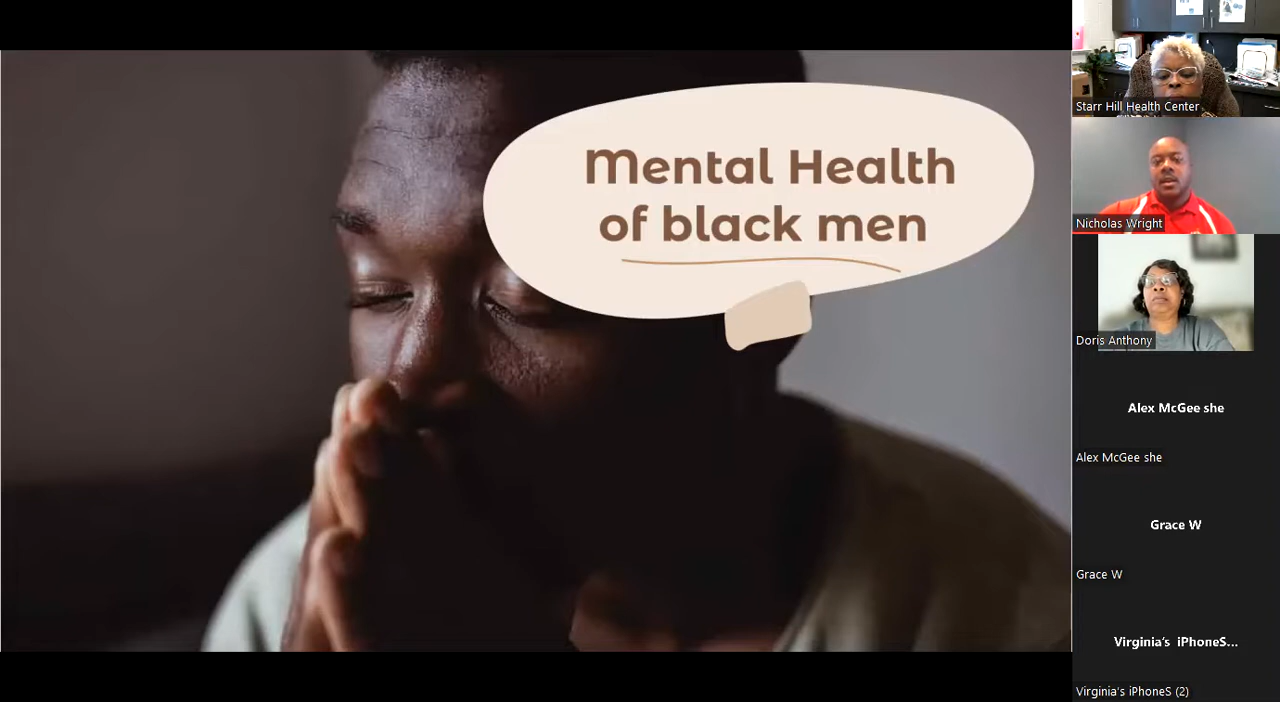 Mental Health
of black men
Starr Hill Health Center
Nicholas Wright
Doris Anthony
Alex McGee she
Alex McGee she
Grace W
Grace W
Virginia's iPhoneS...
Virginia's iPhoneS (2)